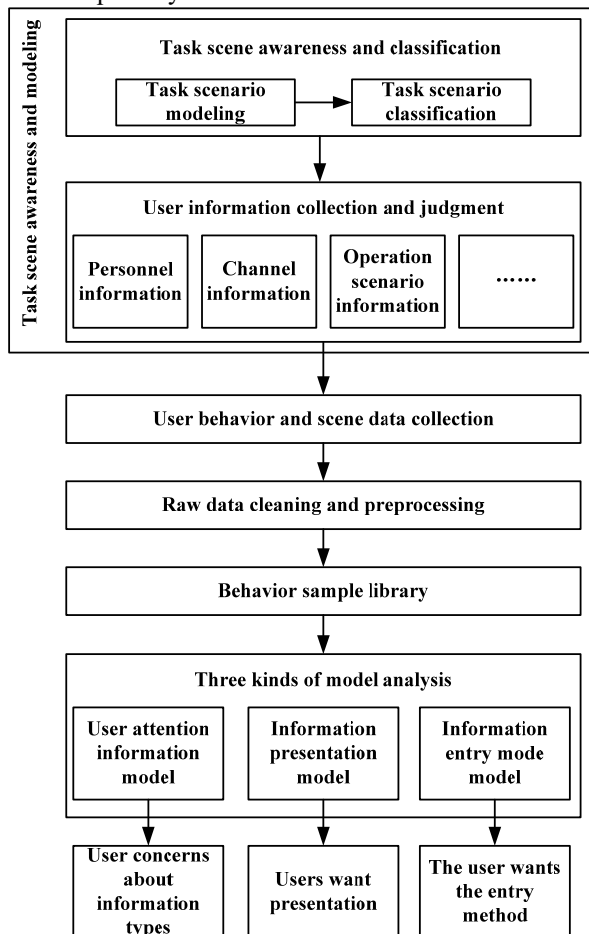 Task scene awareness and modeling
Task scene awareness and classification
Task scenario
modeling
Task scenario
classification
User information collection and judgment
Personnel
information
Channel
information
Operation
scenario
information
……
User behavior and scene data collection
Raw data cleaning and preprocessing
Behavior sample library
Three kinds of model analysis
User attention
information
model
Information
presentation
model
Information
entry mode
model
User concerns
about
information
types
Users want
presentation
The user wants
the entry
method